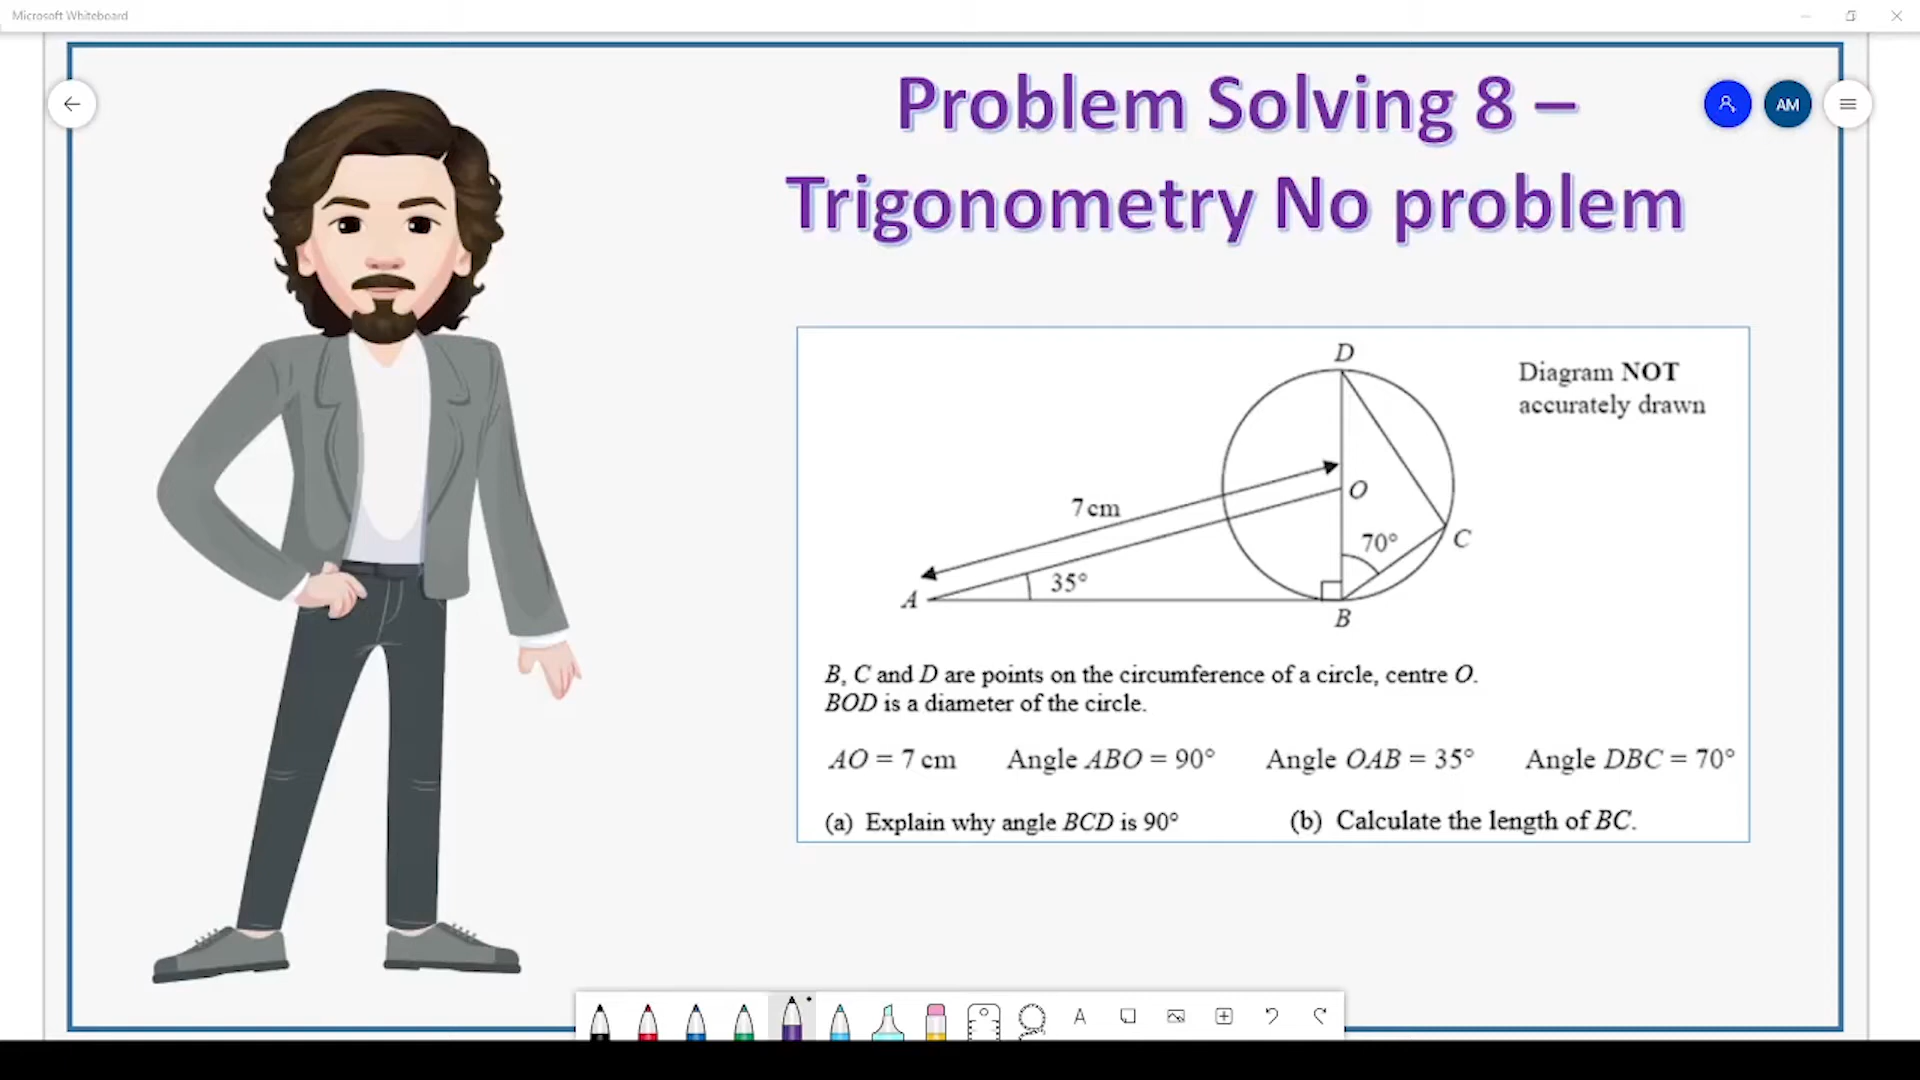 Microsoft Whiteboard
Problem Solving 8 –
Trigonometry No problem
AM
D
Diagram NOT
accurately drawn
O
7 cm
70°
C
35°
A
B
B, C and D are points on the circumference of a circle, centre O.
BOD is a diameter of the circle.
AO = 7 cm Angle ABO = 90° Angle OAB = 35° Angle DBC = 70°
(a) Explain why angle BCD is 90° (b) Calculate the length of BC.
A